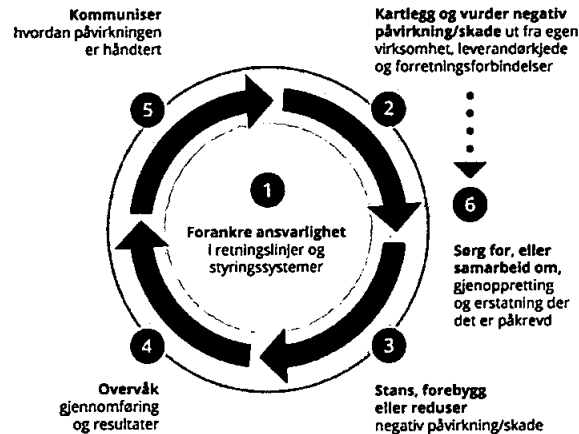 Kommuniser
hvordan påvirkningen
er håndtert
5
Kartlegg og vurder negativ
påvirkning/skade ut fra egen
virksomhet, leverandørkjede
og forretningsforbindelser
2
1
Forankre ansvarlighet
i retningslinjer og
styringssystemer
6
Sørg for, eller
samarbeid om,
gjenoppretting
og erstatning der
det er påkrevd
4
Overvåk
gjennomføring
og resultater
3
Stans, forebygg
eller reduser
negativ påvirkning/skade